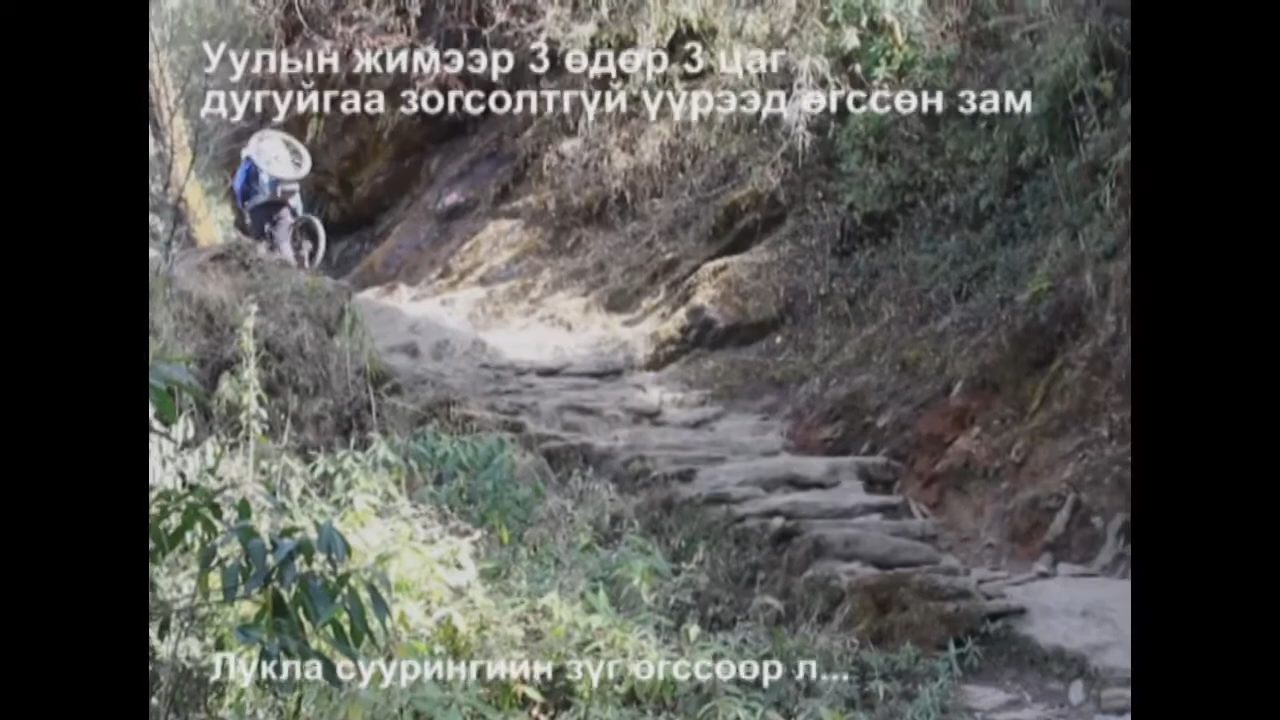 Уулын жимээр 3 өдөр 3 цаг
дугуйгаа зогсолтгүй үүрээд өгссөн зам
Лукла суурингийн зүг өгссөөр л...